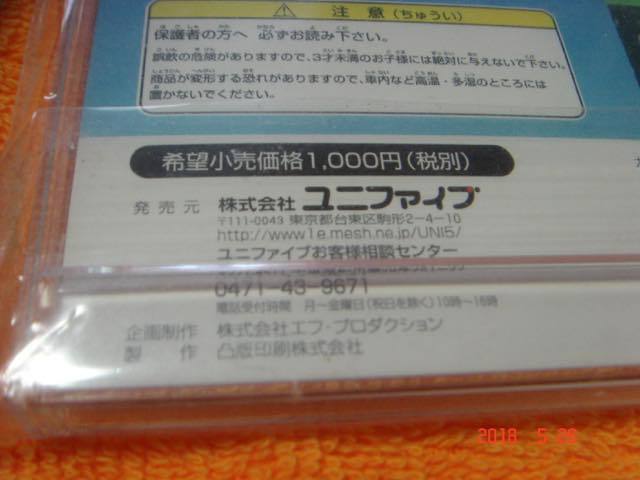 注意(ちゅうい)
保護者の方へ 必ずお読み下さい。
誤飲の危険がありますので、3才未満のお子様には絶対に与えないで下さい。
商品が変形する恐れがありますので、車内など高温・多湿のところには
置かないでください。
希望小売価格1,000円(税別)
発売元 株式会社 ユニファイブ
〒111-0043 東京都台東区駒形2-4-10
http://www1e.mesh.ne.jp/UNI5/
ユニファイブお客様相談センター
0471-43-9671
電話受付時間 月〜金曜日(祝日を除く)10時〜16時
企画制作 株式会社エフ・プロダクション
製作 凸版印刷株式会社
2018 5 29